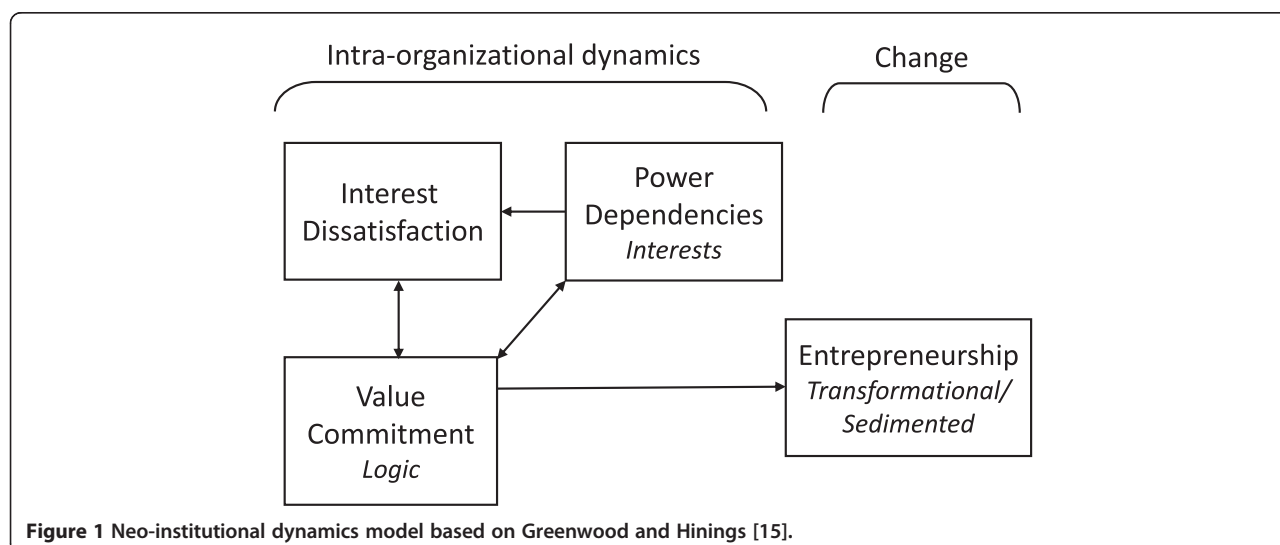 Intra-organizational dynamics
Change
Interest
Dissatisfaction
Power
Dependencies
Interests
Value
Commitment
Logic
Entrepreneurship
Transformational/
Sedimented
Figure 1 Neo-institutional dynamics model based on Greenwood and Hinings [15].